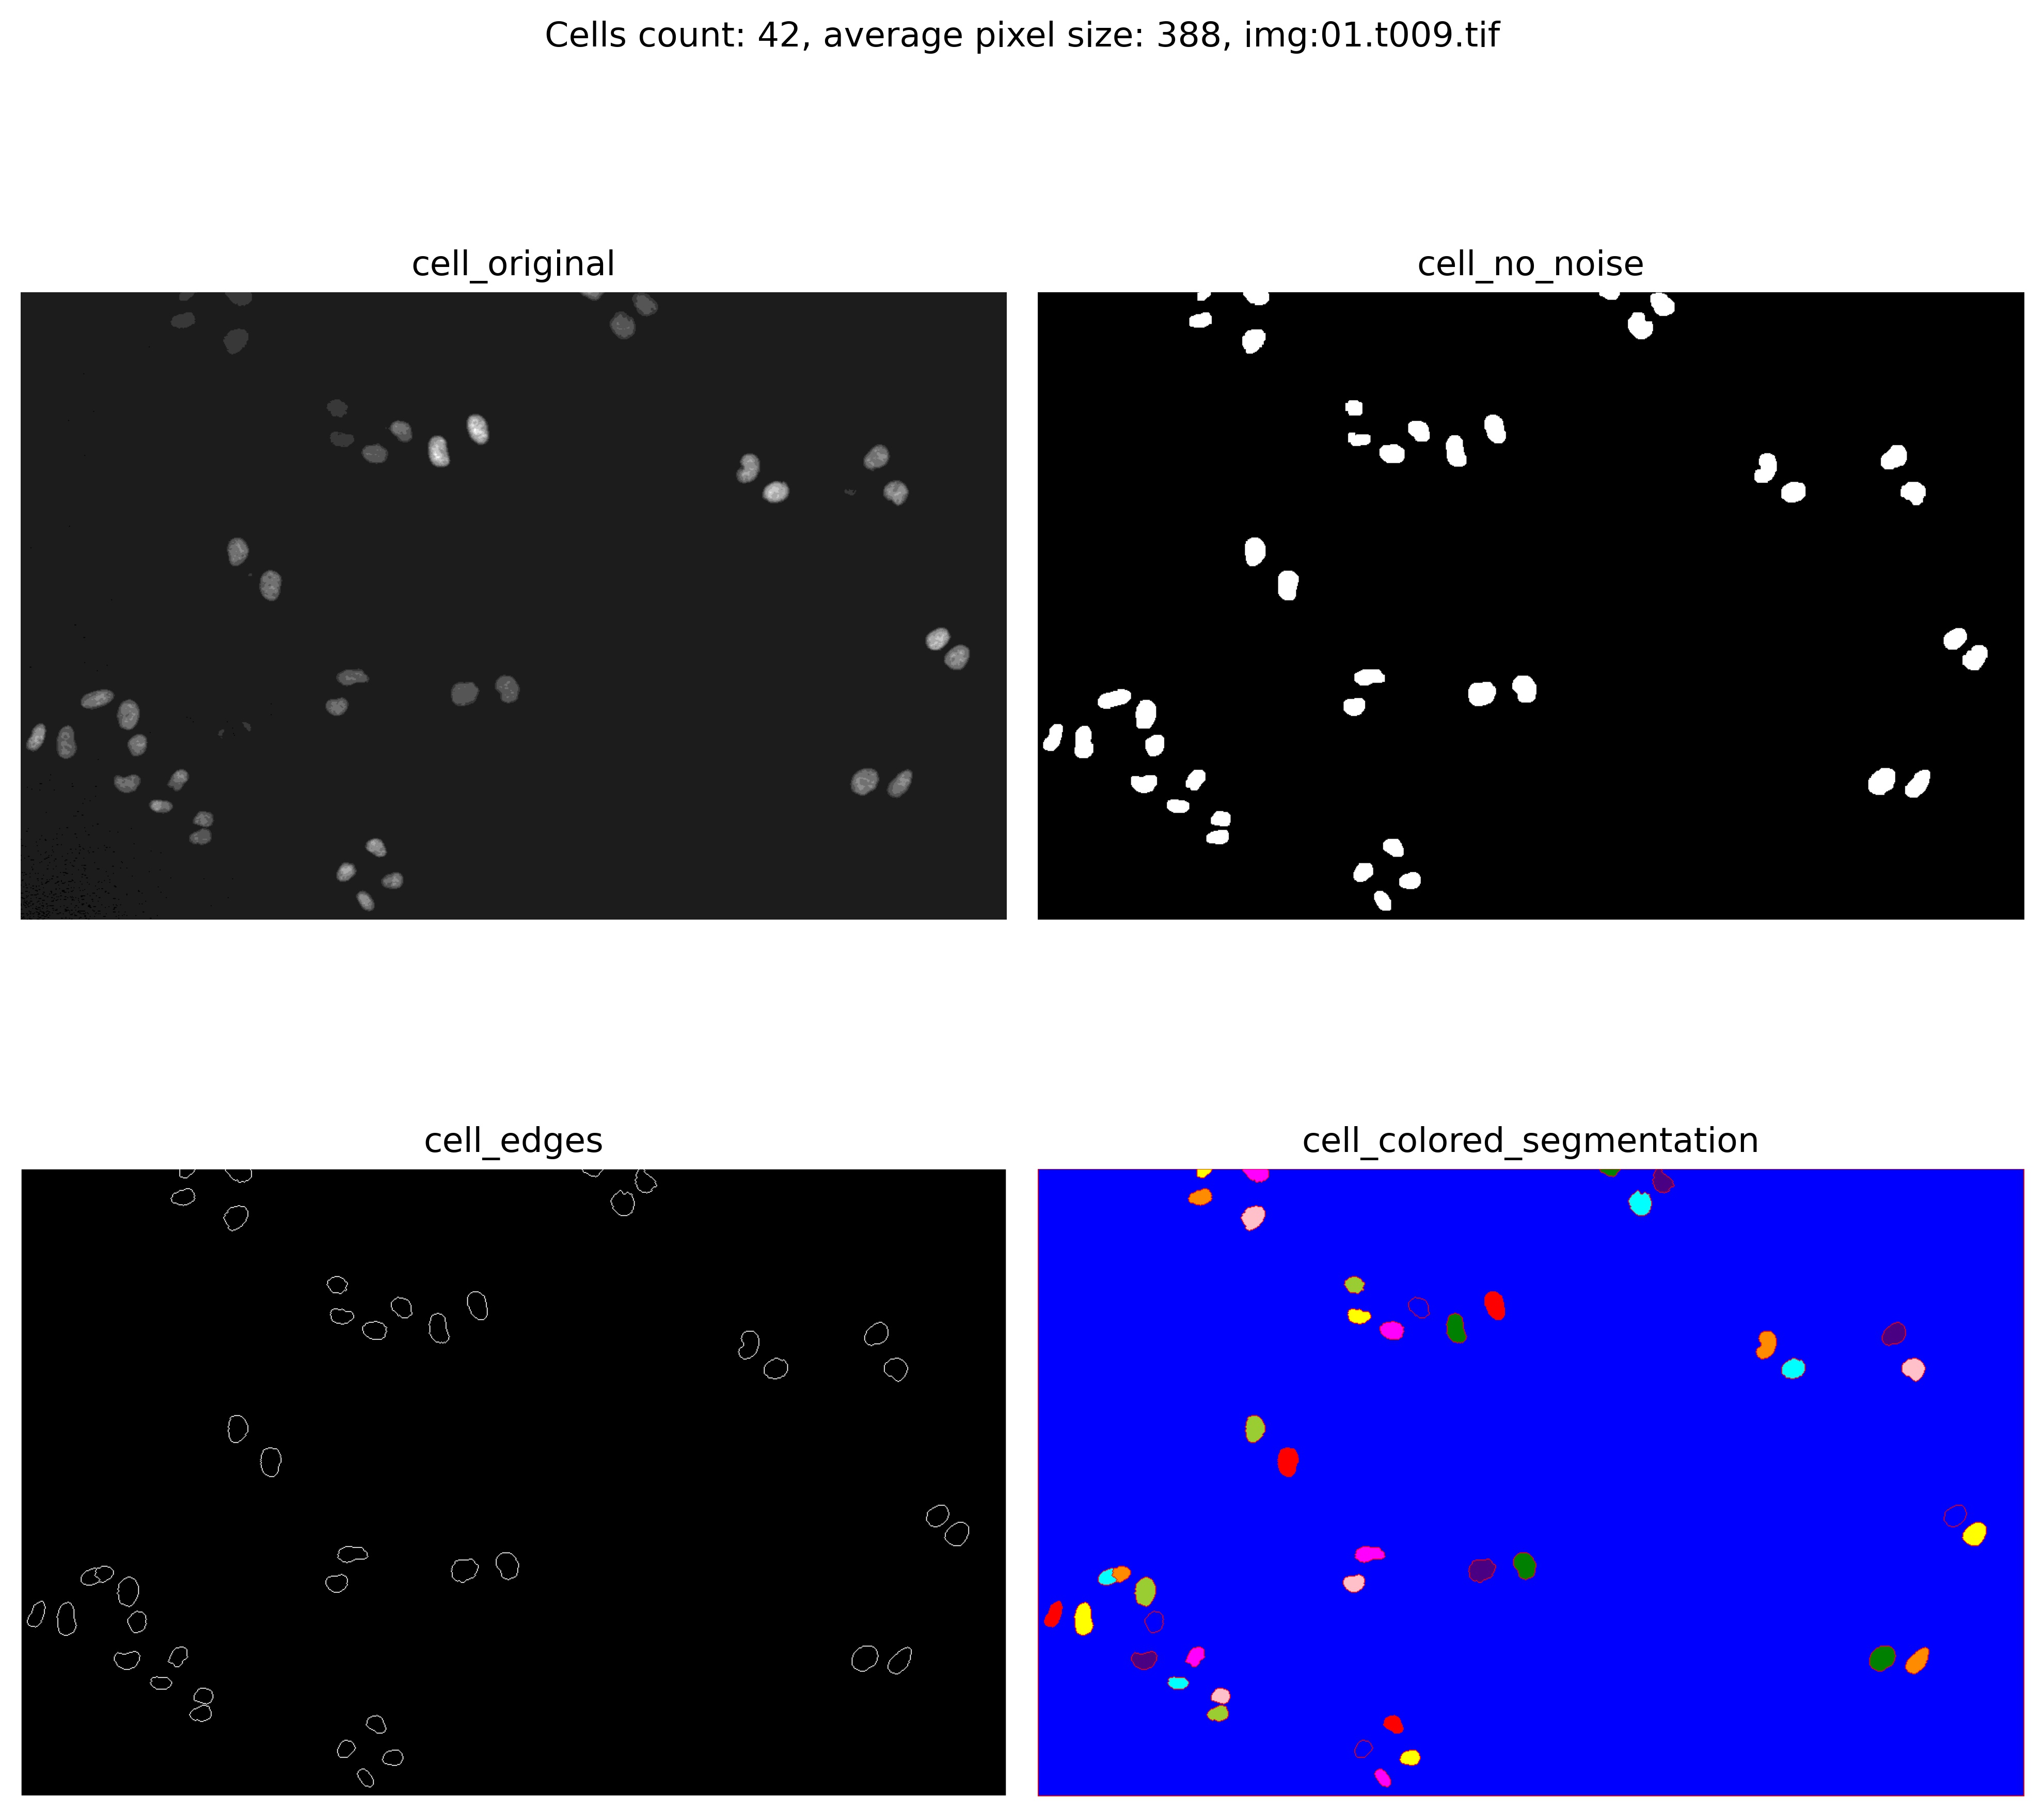 Cells count: 42, average pixel size: 388, img:01.t009.tif
cell_original
cell_no_noise
cell_edges
cell_colored_segmentation